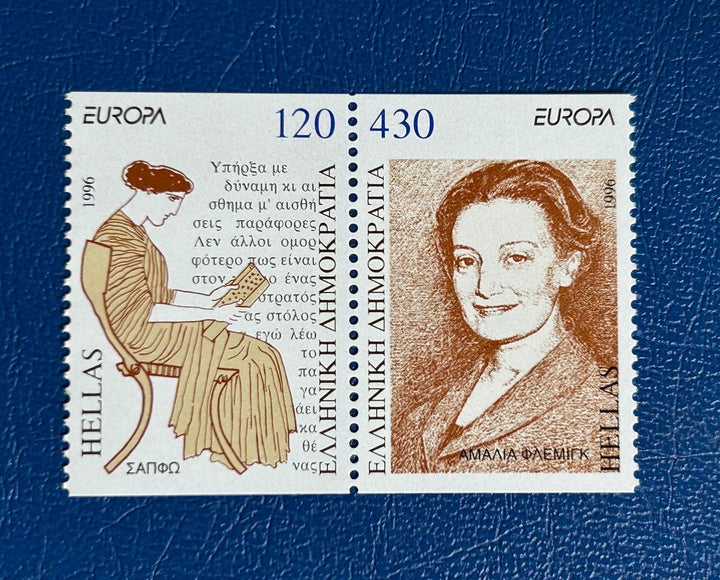 EUROPA
120
1996
Υπήρξα με
δύναμη κι αι
σθημα μ' αισθή
σεις παράφορες
Λεν άλλοι ομορ
φότερο πως είναι
στον ο ένας
στρατός
ας στόλος
εγώ λέω
το
πα
γα
άει
κα
θέ
νας
HELLAS
ΕΛΛΗΝΙΚΗ ΔΗΜΟΚΡΑΤΙΑ
ΣΑΠΦΩ
430
EUROPA
1996
ΕΛΛΗΝΙΚΗ ΔΗΜΟΚΡΑΤΙΑ
ΑΜΑΛΙΑ ΦΛΕΜΙΓΚ
HELLAS